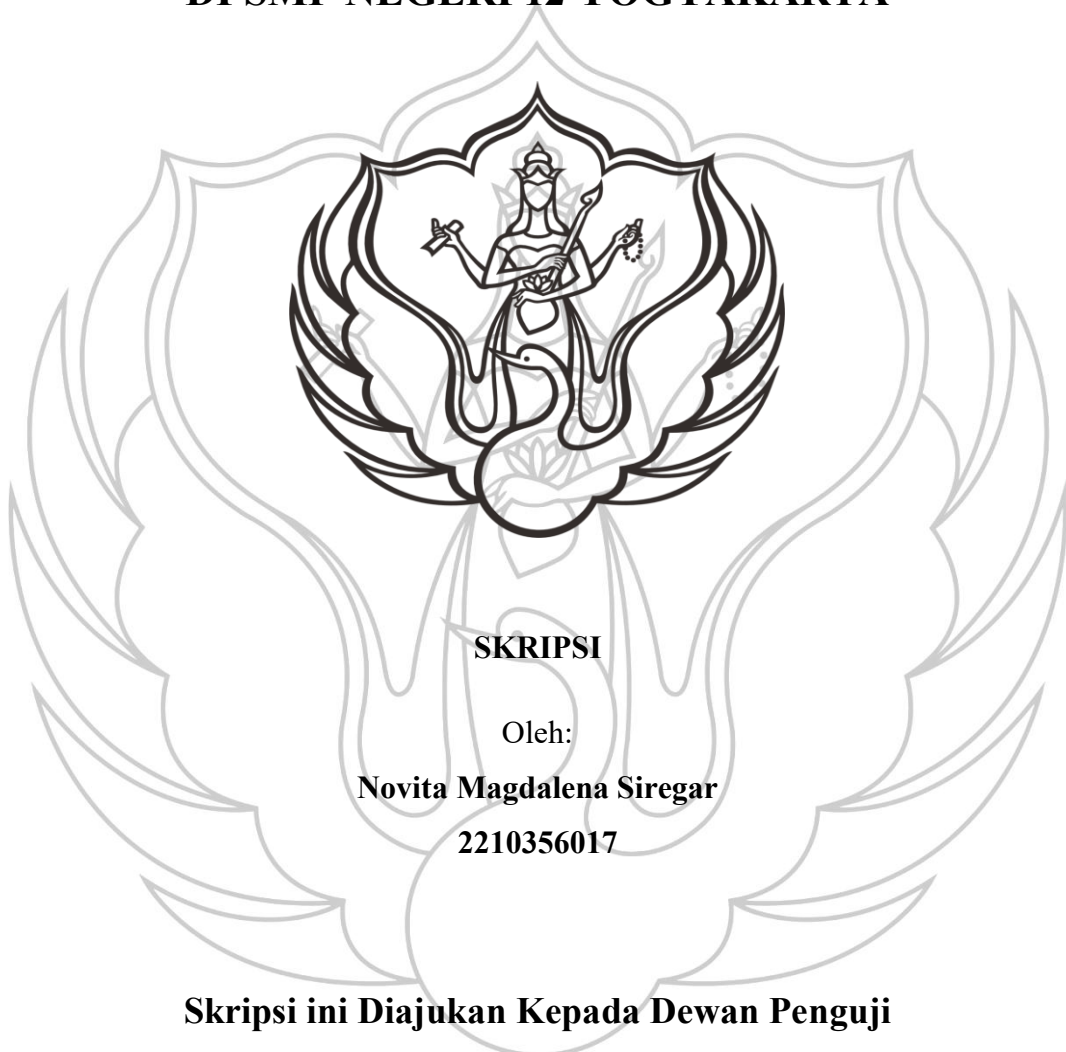 DI SMP NEGERI 12 YOGYAKARTA
SKRIPSI
Oleh:
Novita Magdalena Siregar
2210356017
Skripsi ini Diajukan Kepada Dewan Penguji